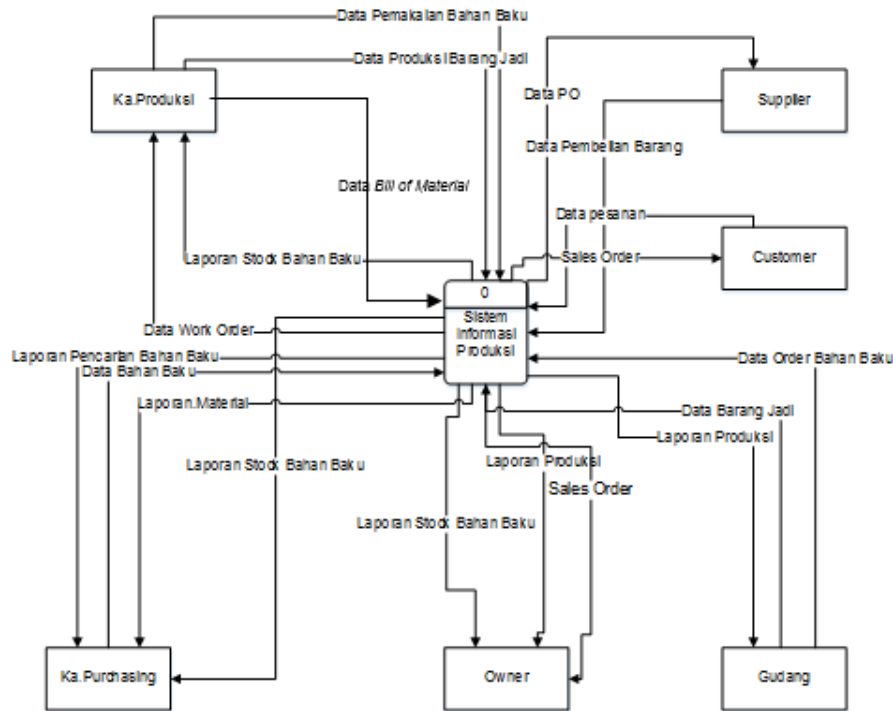 Data Pemakaian Bahan Baku
Data Produksi Barang Jadi
Ka.Produksi
Data PO
Supplier
Data Pembelian Barang
Data Bill of Material
Data pesanan
Laporan Stock Bahan Baku
Sales Order
Customer
0
Sistem
Informasi
Produksi
Data Work Order
Laporan Pencarian Bahan Baku
Data Order Bahan Baku
Data Bahan Baku
Laporan.Material
Data Barang Jadi
Laporan Produksi
Laporan Stock Bahan Baku
Laporan Produksi
Sales Order
Laporan Stock Bahan Baku
Ka.Purchasing
Owner
Gudang